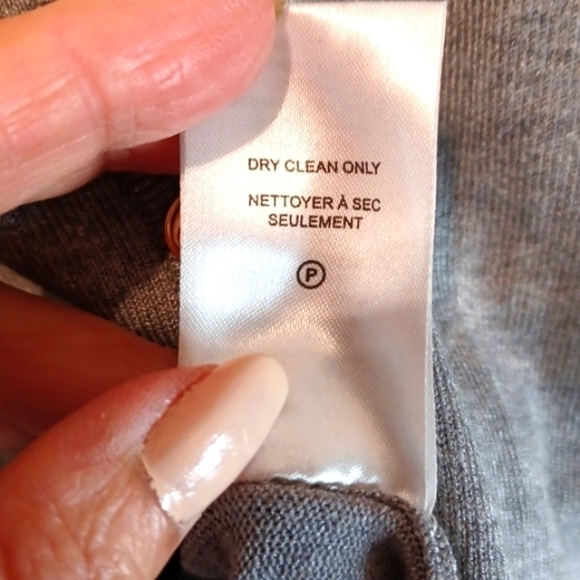 DRY CLEAN ONLY
NETTOYER À SEC
SEULEMENT
P